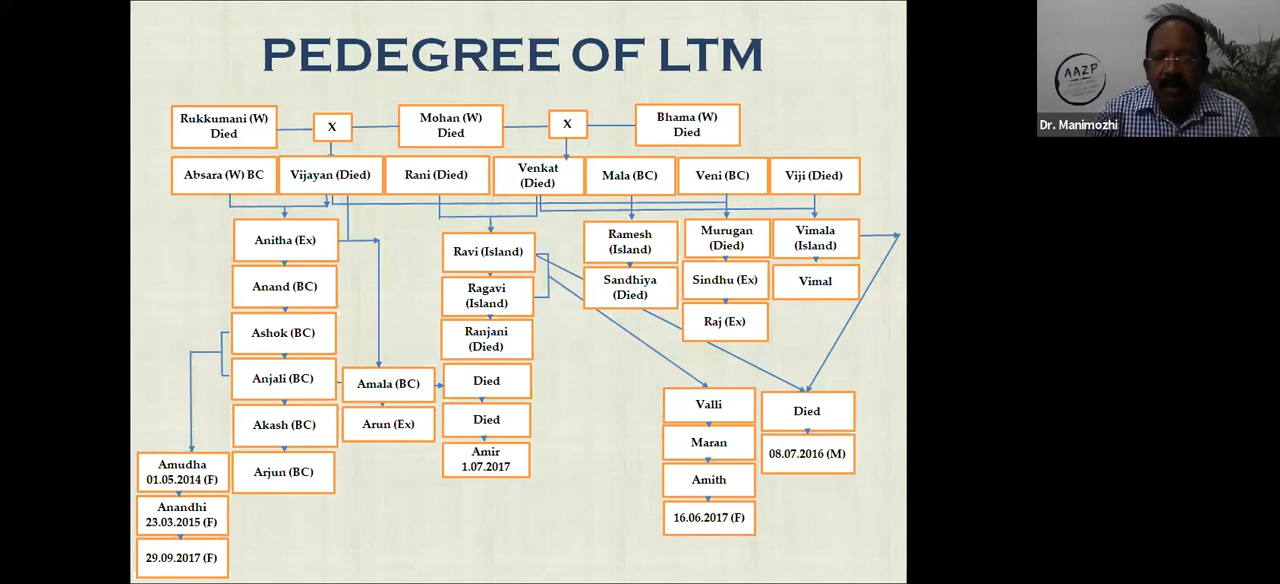 PEDEGREE OF LTM
Rukkumani (W)
Died
X
Mohan (W)
Died
X
Bhama (W)
Died
Absara (W) BC
Vijayan (Died)
Rani (Died)
Venkat
(Died)
Mala (BC)
Veni (BC)
Viji (Died)
Anitha (Ex)
Anand (BC)
Ashok (BC)
Anjali (BC)
Akash (BC)
Arjun (BC)
Amudha
01.05.2014 (F)
Anandhi
23.03.2015 (F)
29.09.2017 (F)
Amala (BC)
Arun (Ex)
Ravi (Island)
Ragavi
(Island)
Ranjani
(Died)
Died
Died
Amir
1.07.2017
Ramesh
(Island)
Sandhiya
(Died)
Murugan
(Died)
Sindhu (Ex)
Raj (Ex)
Vimala
(Island)
Vimal
Valli
Maran
Amith
16.06.2017 (F)
Died
08.07.2016 (M)
AAZP
Dr. Manimozhi